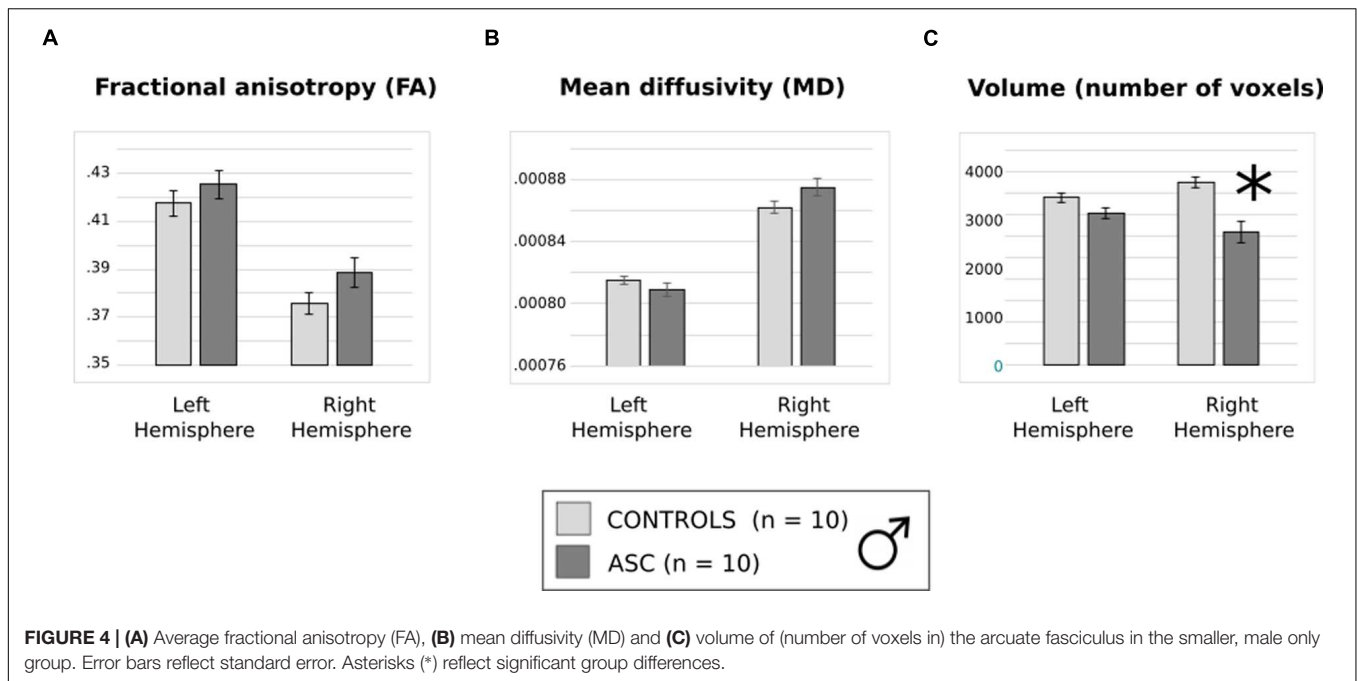 A
B
C
Fractional anisotropy (FA)
Mean diffusivity (MD)
Volume (number of voxels)
.43
.41
.39
.37
.35
Left
Hemisphere
Right
Hemisphere
.00088
.00084
.00080
.00076
Left
Hemisphere
Right
Hemisphere
4000
3000
2000
1000
0
*
Left
Hemisphere
Right
Hemisphere
CONTROLS (n = 10)
ASC (n = 10)
♂
FIGURE 4 | (A) Average fractional anisotropy (FA), (B) mean diffusivity (MD) and (C) volume of (number of voxels in) the arcuate fasciculus in the smaller, male only
group. Error bars reflect standard error. Asterisks (*) reflect significant group differences.